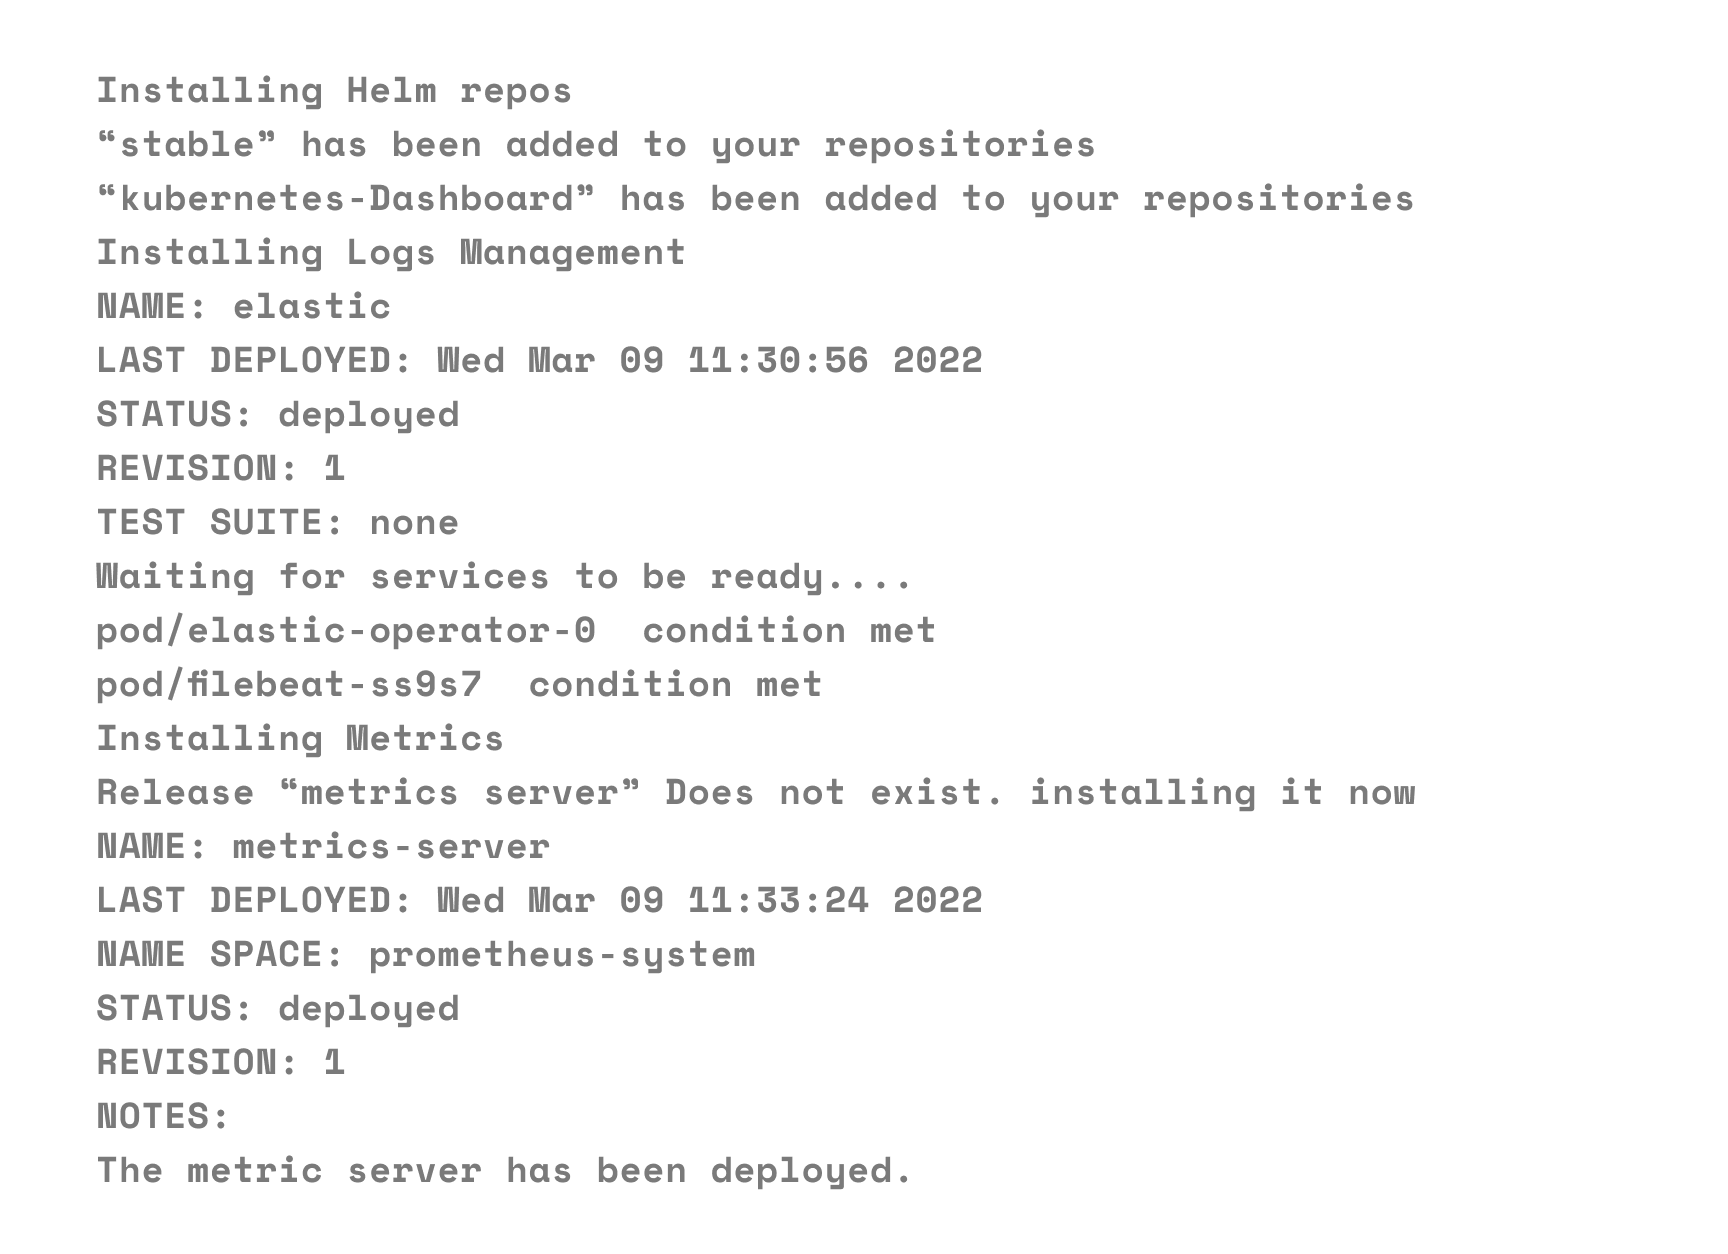 Installing Helm repos
“stable” has been added to your repositories
“kubernetes-Dashboard” has been added to your repositories
Installing Logs Management
NAME: elastic
LAST DEPLOYED: Wed Mar 09 11:30:56 2022
STATUS: deployed
REVISION: 1
TEST SUITE: none
Waiting for services to be ready....
pod/elastic-operator-0  condition met
pod/filebeat-ss9s7  condition met
Installing Metrics
Release “metrics server” Does not exist. installing it now
NAME: metrics-server
LAST DEPLOYED: Wed Mar 09 11:33:24 2022
NAME SPACE: prometheus-system
STATUS: deployed
REVISION: 1
NOTES:
The metric server has been deployed.